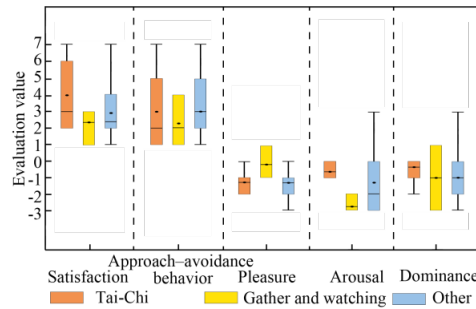 Evaluation value
7
6
5
4
3
2
1
0
-1
-2
-3
Satisfaction
Approach–avoidance
behavior
Pleasure
Arousal
Dominance
Tai-Chi
Gather and watching
Other